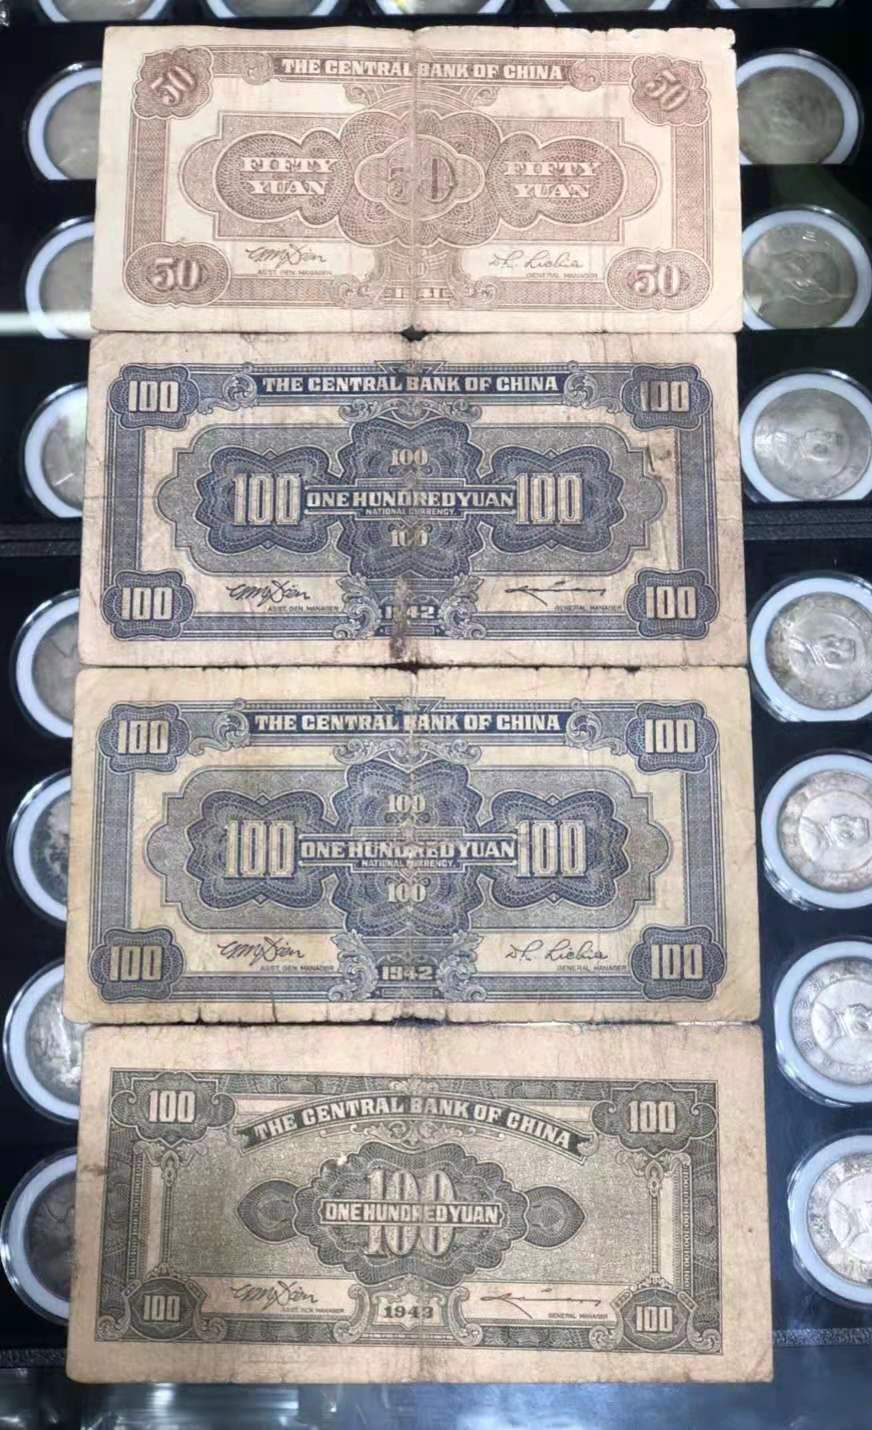 50 THE CENTRAL BANK OF CHINA 50
FIFTY YUAN 50 FIFTY YUAN
ASST. GEN. MANAGER GENERAL MANAGER
50 1941 50
100 THE CENTRAL BANK OF CHINA 100
100
100 ONE HUNDRED YUAN 100
NATIONAL CURRENCY
100
ASST. GEN. MANAGER GENERAL MANAGER
100 1942 100
100 THE CENTRAL BANK OF CHINA 100
100
100 ONE HUNDRED YUAN 100
NATIONAL CURRENCY
100
ASST. GEN. MANAGER GENERAL MANAGER
100 1942 100
100 THE CENTRAL BANK OF CHINA 100
100
ONE HUNDRED YUAN
ASST. GEN. MANAGER GENERAL MANAGER
100 1943 100